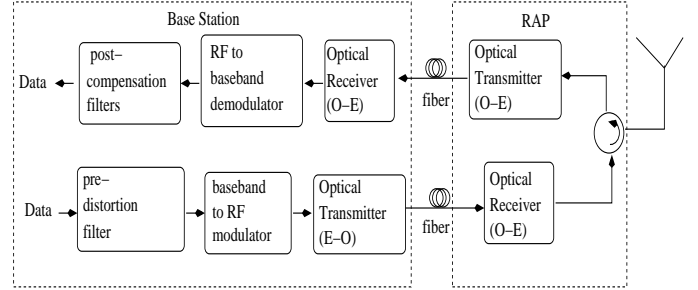 Base Station
RAP
Data
post–
compensation
filters
RF to
baseband
demodulator
Optical
Receiver
(O–E)
fiber
Optical
Transmitter
(O–E)
Data
pre–
distortion
filter
baseband
to RF
modulator
Optical
Transmitter
(E–O)
fiber
Optical
Receiver
(O–E)